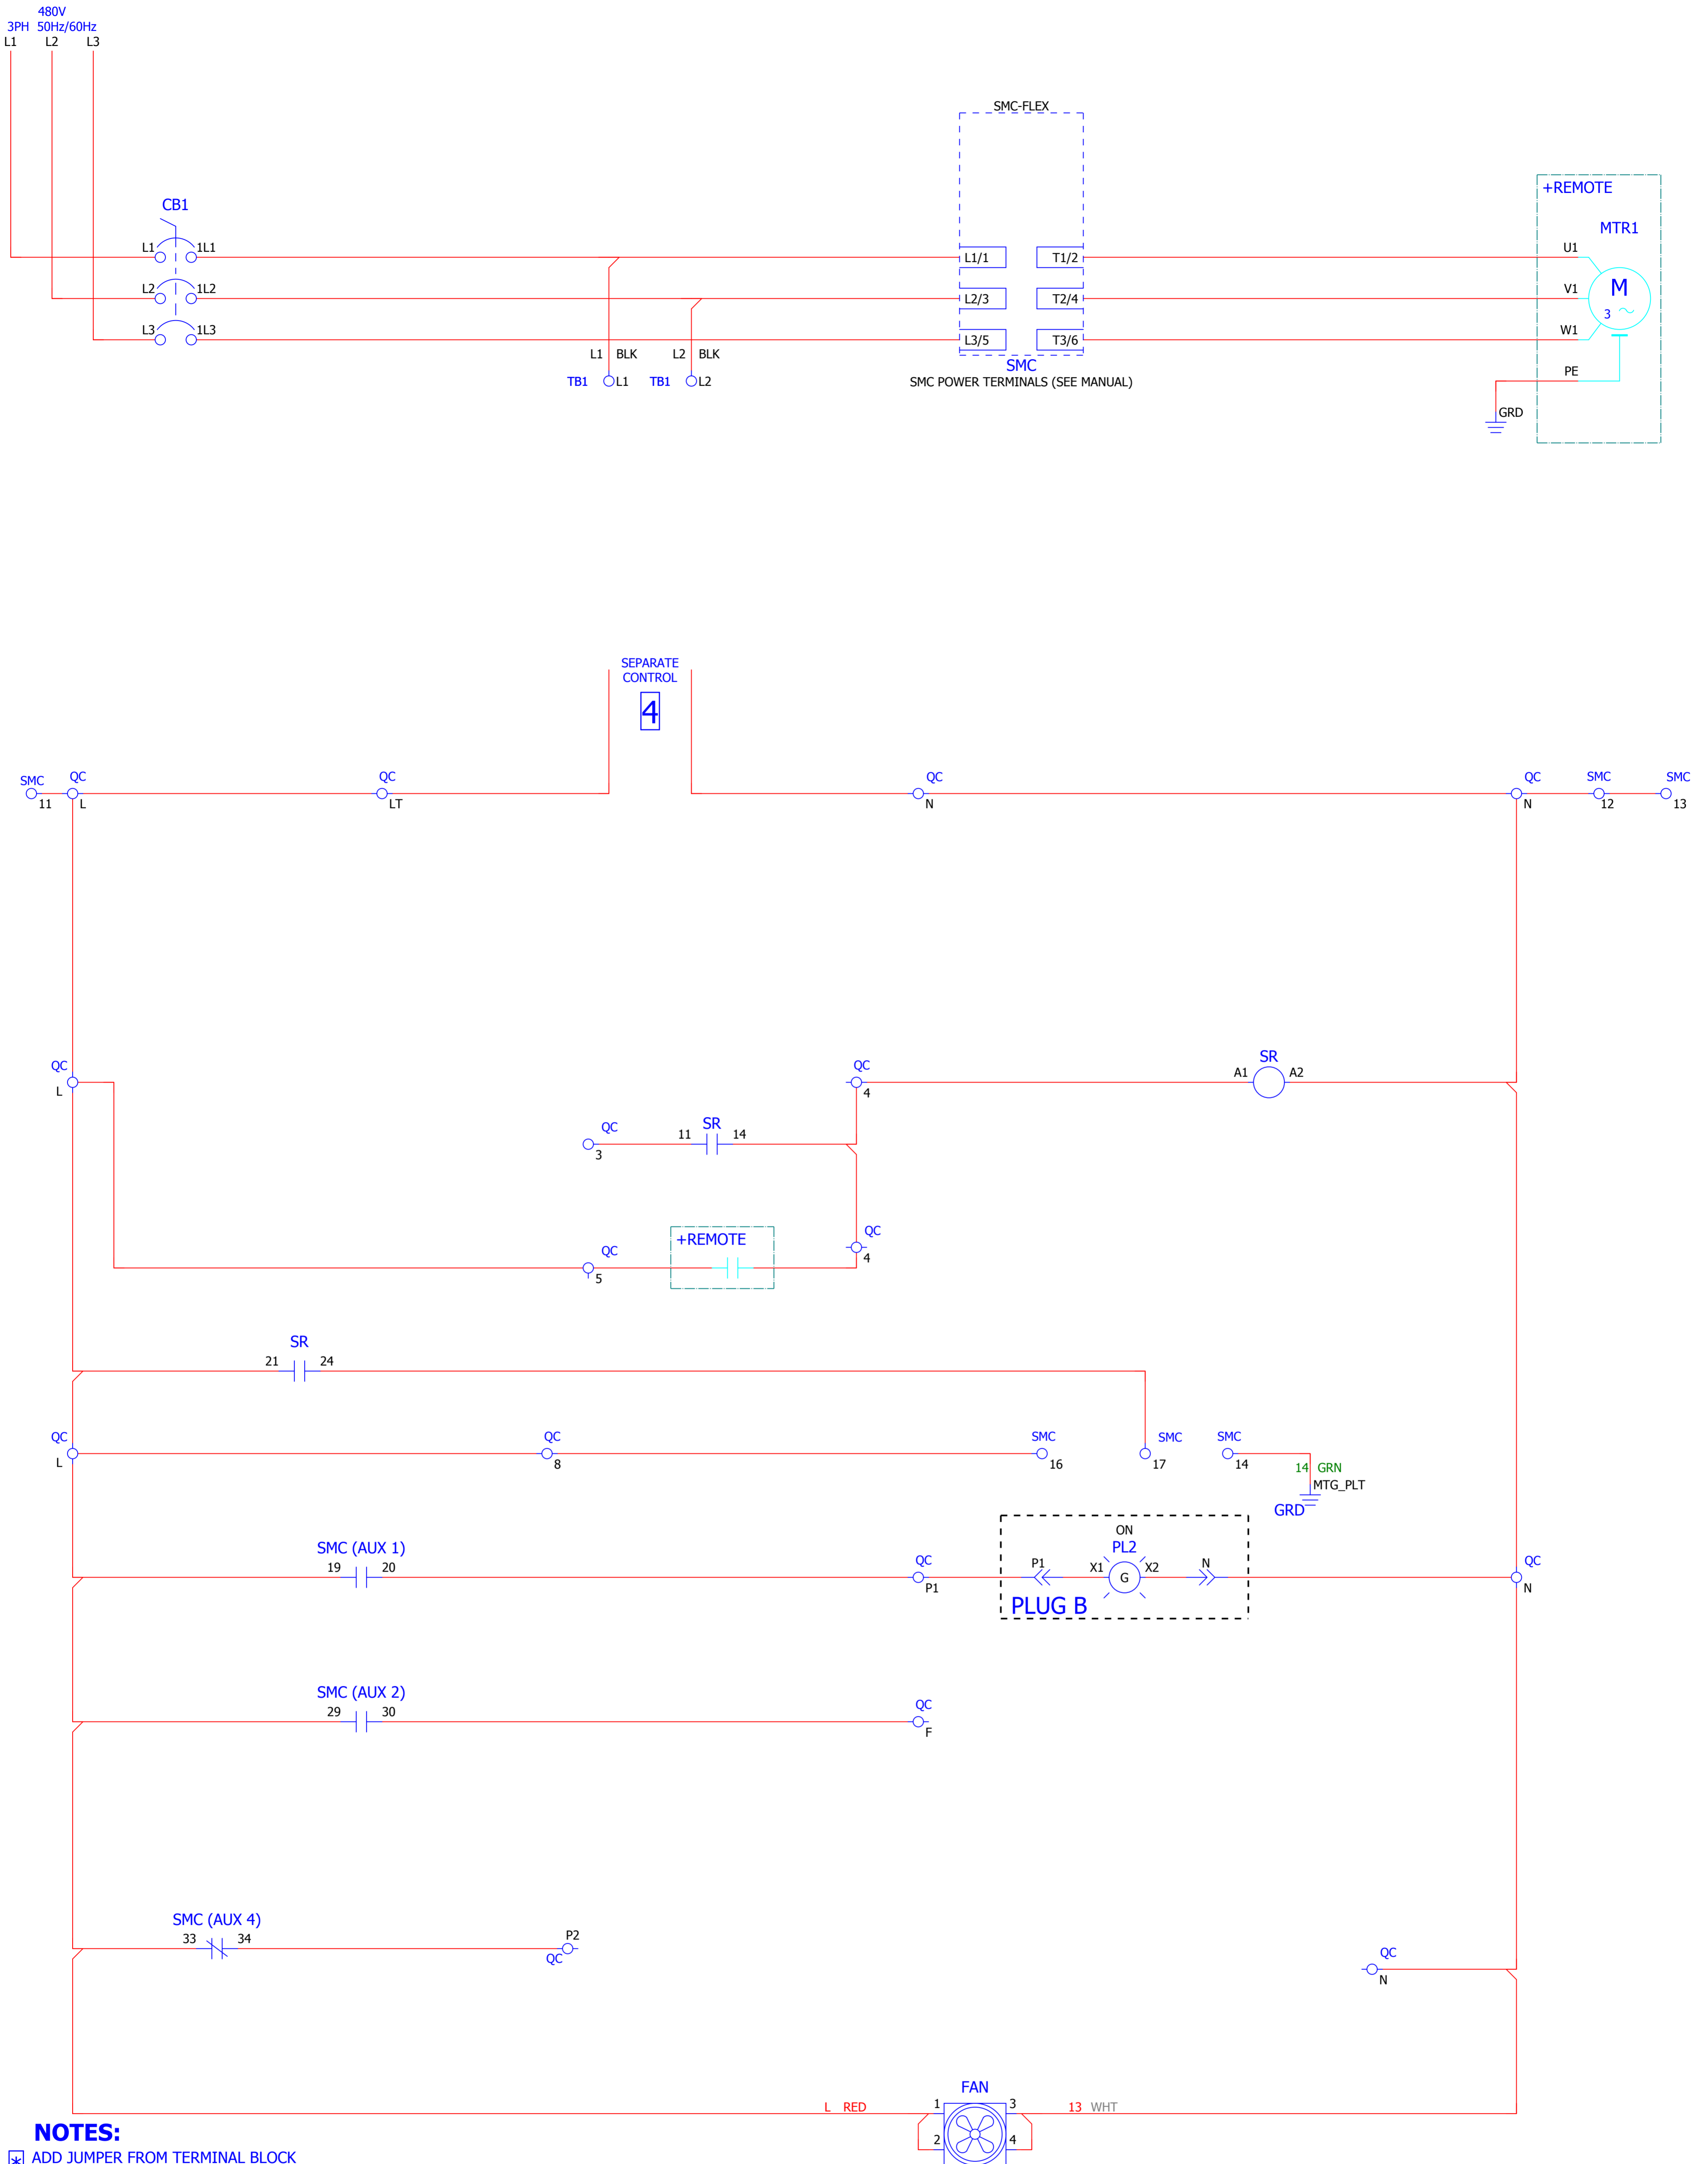 480V
3PH 50Hz/60Hz
L1 L2 L3
SMC-FLEX
+REMOTE
CB1
MTR1
L1 1L1 L1/1 T1/2 U1
L2 1L2 L2/3 T2/4 V1 M
3
L3 1L3 L3/5 T3/6 W1
L1 BLK L2 BLK
SMC
TB1 L1 TB1 L2
SMC POWER TERMINALS (SEE MANUAL)
PE
GRD
SEPARATE
CONTROL
4
SMC QC QC QC QC SMC SMC
11 L LT N N 12 13
QC QC SR
L 4 A1 A2
QC SR
3 11 14
QC +REMOTE QC
5 4
SR
21 24
QC QC SMC SMC SMC
L 8 16 17 14
14 GRN
MTG_PLT
GRD
ON
SMC (AUX 1) QC PL2 QC
19 20 P1 P1 X1 G X2 N N
PLUG B
SMC (AUX 2) QC
29 30 F
SMC (AUX 4) P2
33 34 QC
QC
N
FAN
L RED 1 3 13 WHT
2 4
NOTES:
* ADD JUMPER FROM TERMINAL BLOCK